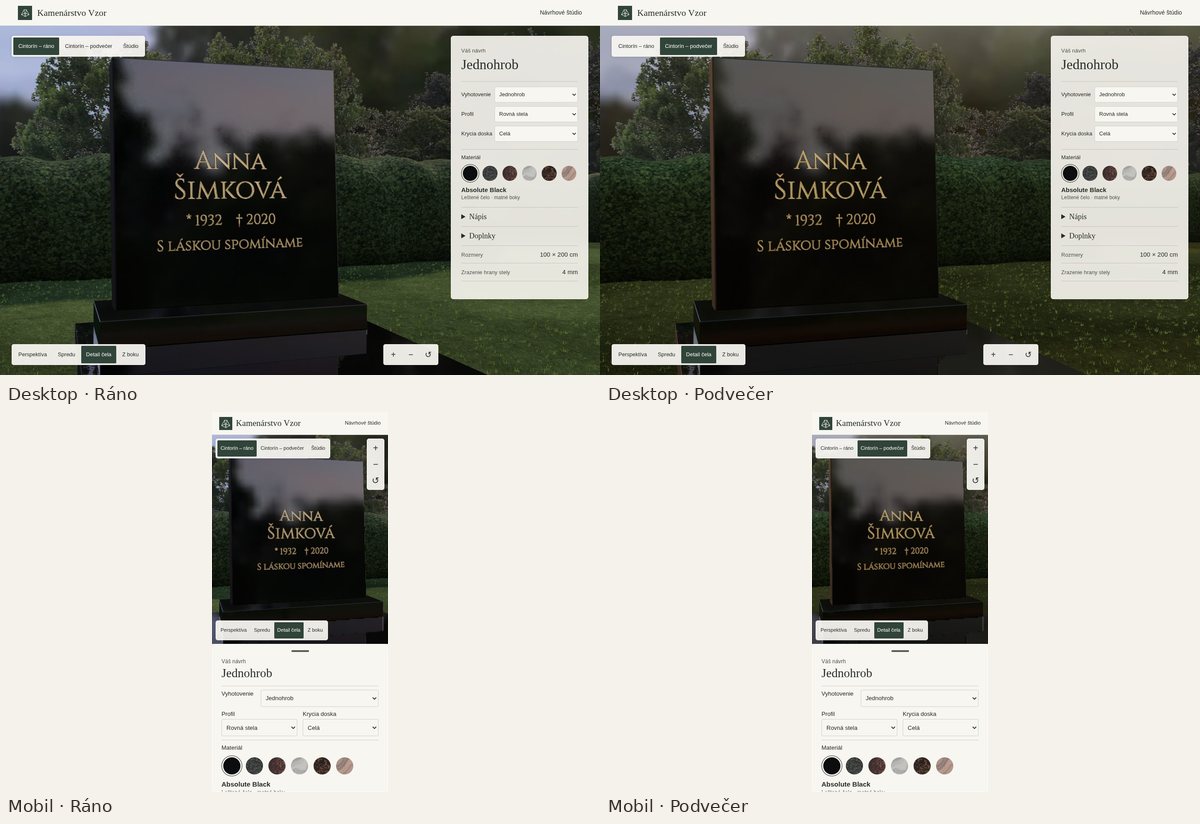 Kamenárstvo Vzor
Návrhové štúdio
Cintorín – ráno
Cintorín – podvečer
Štúdio
ANNA
ŠIMKOVÁ
* 1932 † 2020
S LÁSKOU SPOMÍNAME
Váš návrh
Jednohrob
Vyhotovenie
Jednohrob
Profil
Rovná stela
Krycia doska
Celá
Materiál
Absolute Black
Leštené čelo · matné boky
Nápis
Doplnky
Rozmery
100 × 200 cm
Zrazenie hrany stely
4 mm
Perspektíva
Spredu
Detail čela
Z boku
+
−
↺
Desktop · Ráno
Kamenárstvo Vzor
Návrhové štúdio
Cintorín – ráno
Cintorín – podvečer
Štúdio
ANNA
ŠIMKOVÁ
* 1932 † 2020
S LÁSKOU SPOMÍNAME
Váš návrh
Jednohrob
Vyhotovenie
Jednohrob
Profil
Rovná stela
Krycia doska
Celá
Materiál
Absolute Black
Leštené čelo · matné boky
Nápis
Doplnky
Rozmery
100 × 200 cm
Zrazenie hrany stely
4 mm
Perspektíva
Spredu
Detail čela
Z boku
+
−
↺
Desktop · Podvečer
Kamenárstvo Vzor
Návrhové štúdio
Cintorín – ráno
Cintorín – podvečer
Štúdio
+
−
↺
ANNA
ŠIMKOVÁ
* 1932 † 2020
S LÁSKOU SPOMÍNAME
Perspektíva
Spredu
Detail čela
Z boku
Váš návrh
Jednohrob
Vyhotovenie
Jednohrob
Profil
Krycia doska
Rovná stela
Celá
Materiál
Absolute Black
Mobil · Ráno
Kamenárstvo Vzor
Návrhové štúdio
Cintorín – ráno
Cintorín – podvečer
Štúdio
+
−
↺
ANNA
ŠIMKOVÁ
* 1932 † 2020
S LÁSKOU SPOMÍNAME
Perspektíva
Spredu
Detail čela
Z boku
Váš návrh
Jednohrob
Vyhotovenie
Jednohrob
Profil
Krycia doska
Rovná stela
Celá
Materiál
Absolute Black
Mobil · Podvečer